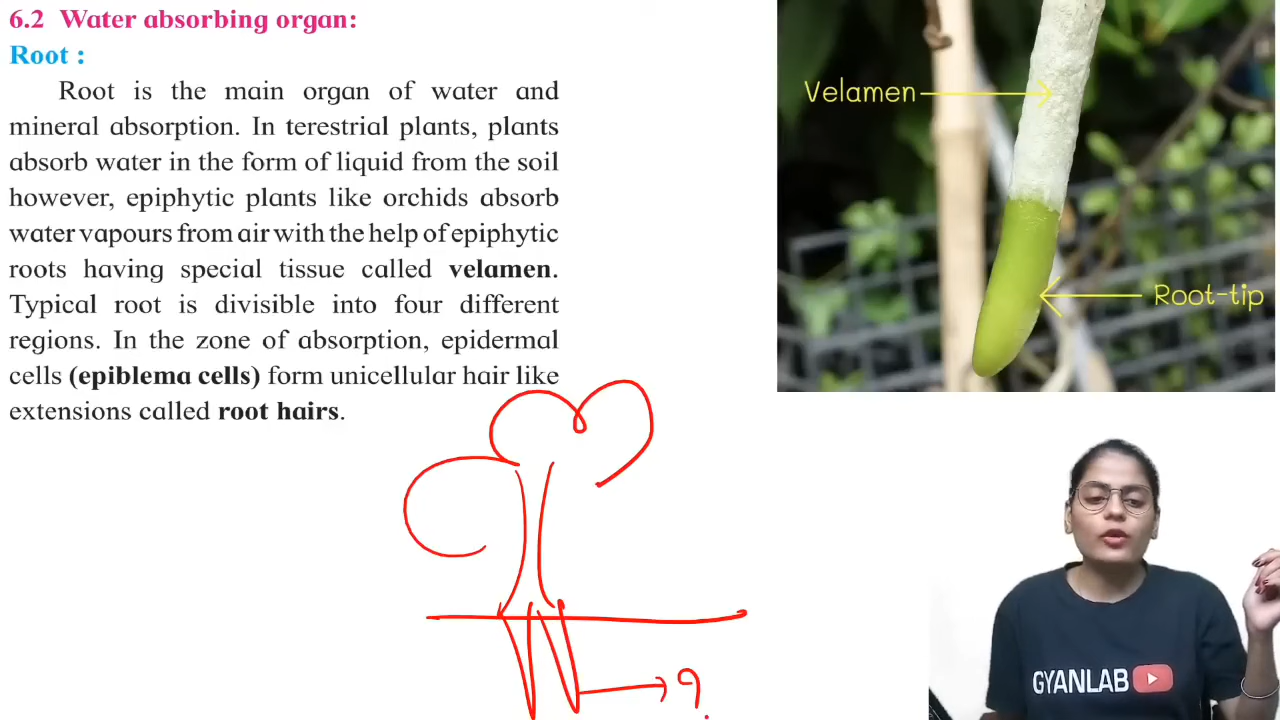 6.2 Water absorbing organ:
Root :
Root is the main organ of water and
mineral absorption. In terestrial plants, plants
absorb water in the form of liquid from the soil
however, epiphytic plants like orchids absorb
water vapours from air with the help of epiphytic
roots having special tissue called velamen.
Typical root is divisible into four different
regions. In the zone of absorption, epidermal
cells (epiblema cells) form unicellular hair like
extensions called root hairs.
Velamen
Root-tip
?
GYANLAB